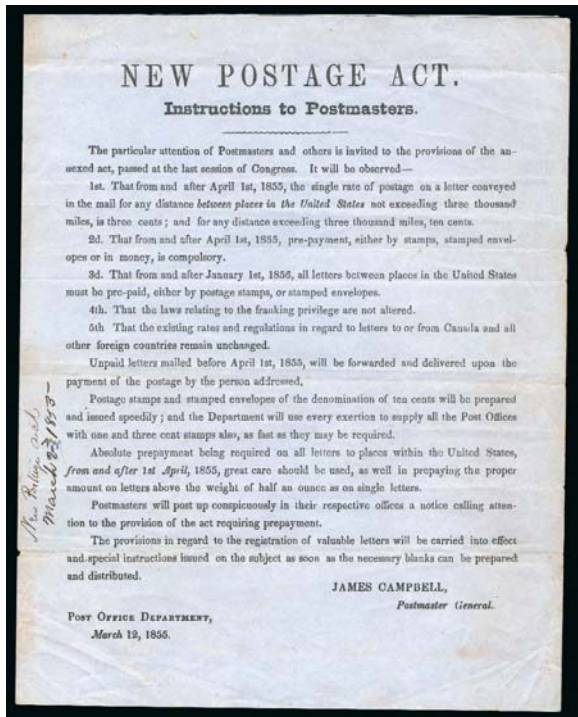 NEW POSTAGE ACT.
Instructions to Postmasters.
The particular attention of Postmasters and others is invited to the provisions of the an-
nexed act, passed at the last session of Congress. It will be observed—
1st. That from and after April 1st, 1855, the single rate of postage on a letter conveyed
in the mail for any distance between places in the United States not exceeding three thousand
miles, is three cents; and for any distance exceeding three thousand miles, ten cents.
2d. That from and after April 1st, 1855, pre-payment, either by stamps, stamped envel-
opes or in money, is compulsory.
3d. That from and after January 1st, 1856, all letters between places in the United States
must be pre-paid, either by postage stamps, or stamped envelopes.
4th. That the laws relating to the franking privilege are not altered.
5th That the existing rates and regulations in regard to letters to or from Canada and all
other foreign countries remain unchanged.
Unpaid letters mailed before April 1st, 1855, will be forwarded and delivered upon the
payment of the postage by the person addressed.
Postage stamps and stamped envelopes of the denomination of ten cents will be prepared
and issued speedily; and the Department will use every exertion to supply all the Post Offices
with one and three cent stamps also, as fast as they may be required.
Absolute prepayment being required on all letters to places within the United States,
from and after 1st April, 1855, great care should be used, as well in prepaying the proper
amount on letters above the weight of half an ounce as on single letters.
Postmasters will post up conspicuously in their respective offices a notice calling atten-
tion to the provision of the act requiring prepayment.
The provisions in regard to the registration of valuable letters will be carried into effect
and special instructions issued on the subject as soon as the necessary blanks can be prepared
and distributed.
JAMES CAMPBELL,
Postmaster General.
POST OFFICE DEPARTMENT,
March 12, 1855.
New Postage act
March